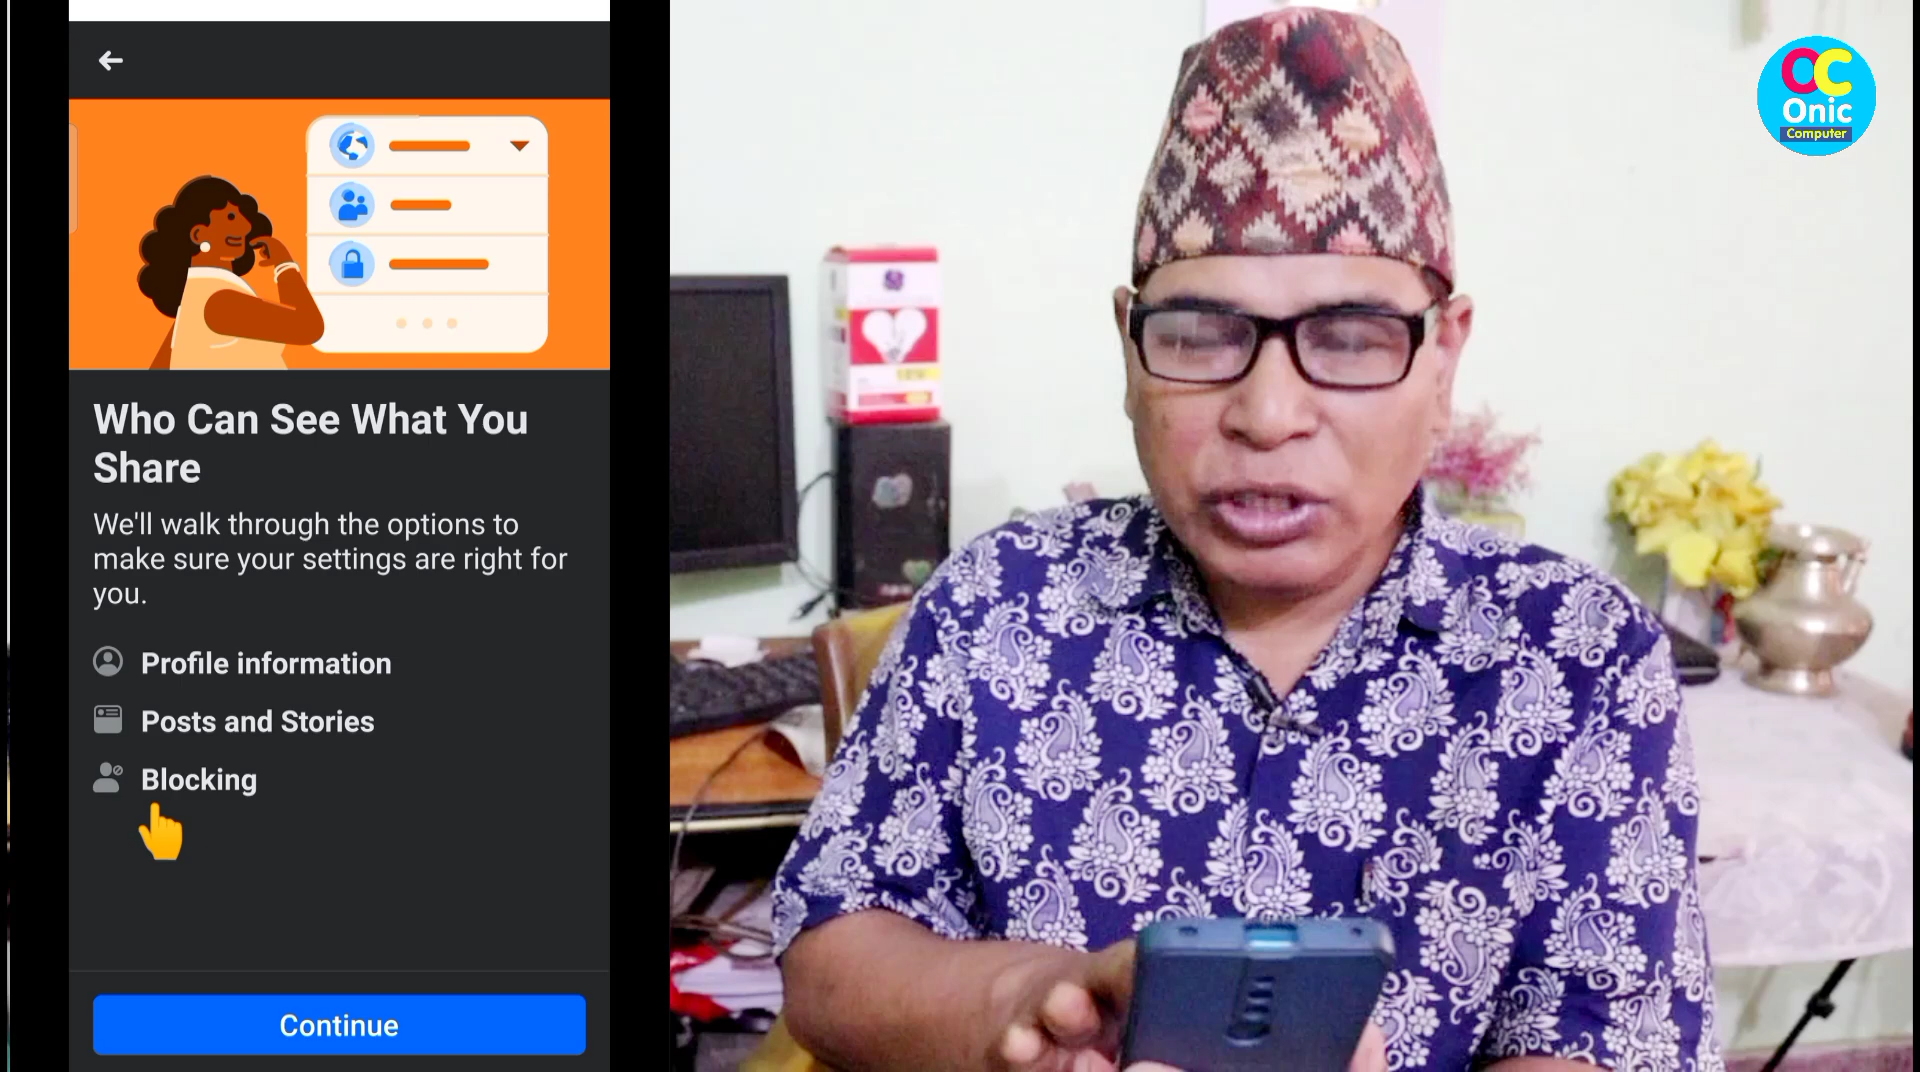 Who Can See What You
Share
We'll walk through the options to
make sure your settings are right for
you.
Profile information
Posts and Stories
Blocking
Continue
OC
Onic
Computer